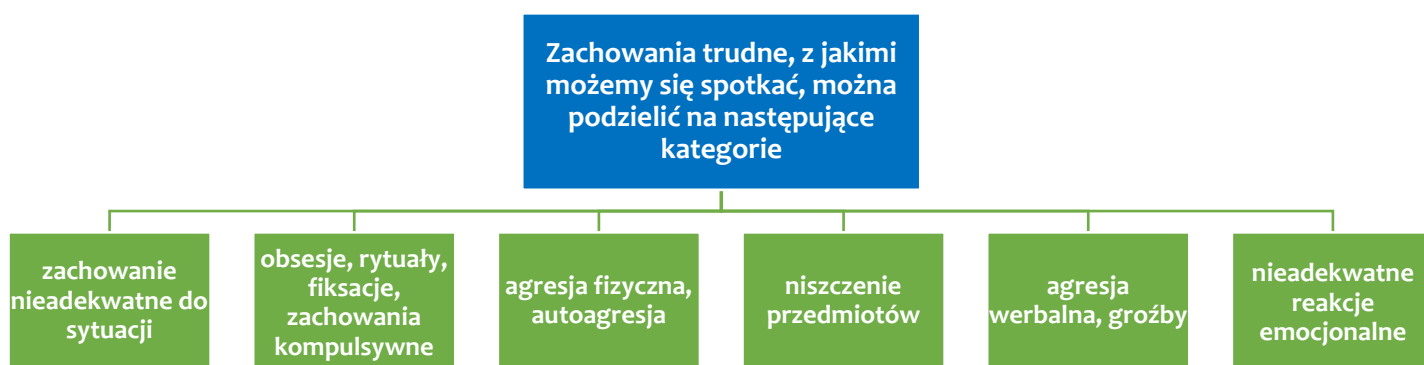 Zachowania trudne, z jakimi
możemy się spotkać, można
podzielić na następujące
kategorie
zachowanie
nieadekwatne do
sytuacji
obsesje, rytuały,
fiksacje,
zachowania
kompulsywne
agresja fizyczna,
autoagresja
niszczenie
przedmiotów
agresja
werbalna, groźby
nieadekwatne
reakcje
emocjonalne